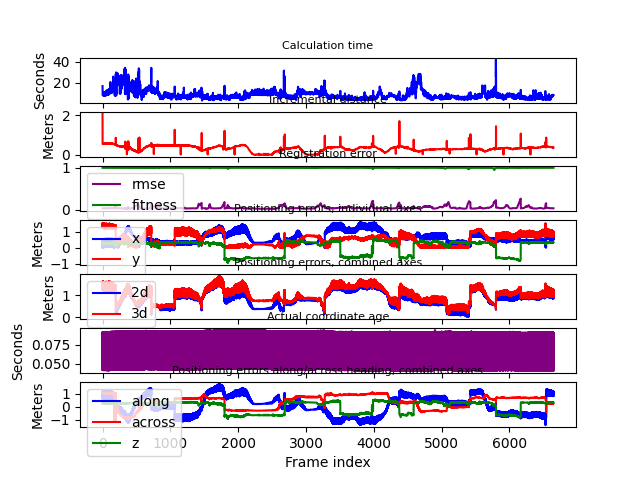 Calculation time
40
20
Seconds
Incremental distance
2
0
Meters
Registration error
1
0
rmse
fitness
Positioning errors, individual axes
1
0
−1
Meters
x
y
Positioning errors, combined axes
1
0
Meters
2d
3d
Actual coordinate age
0.075
0.050
Seconds
Positioning errors along/across heading, combined axes
1
0
−1
Meters
along
across
z
0 1000 2000 3000 4000 5000 6000
Frame index